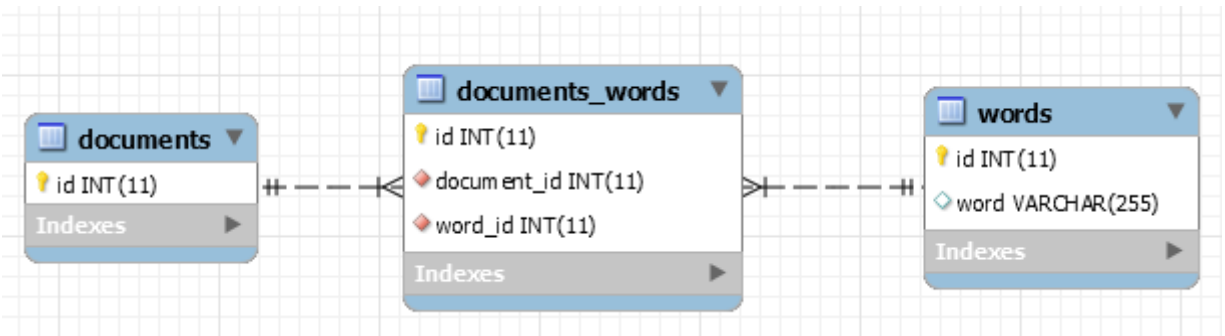 documents
id INT(11)
Indexes
documents_words
id INT(11)
document_id INT(11)
word_id INT(11)
Indexes
words
id INT(11)
word VARCHAR(255)
Indexes